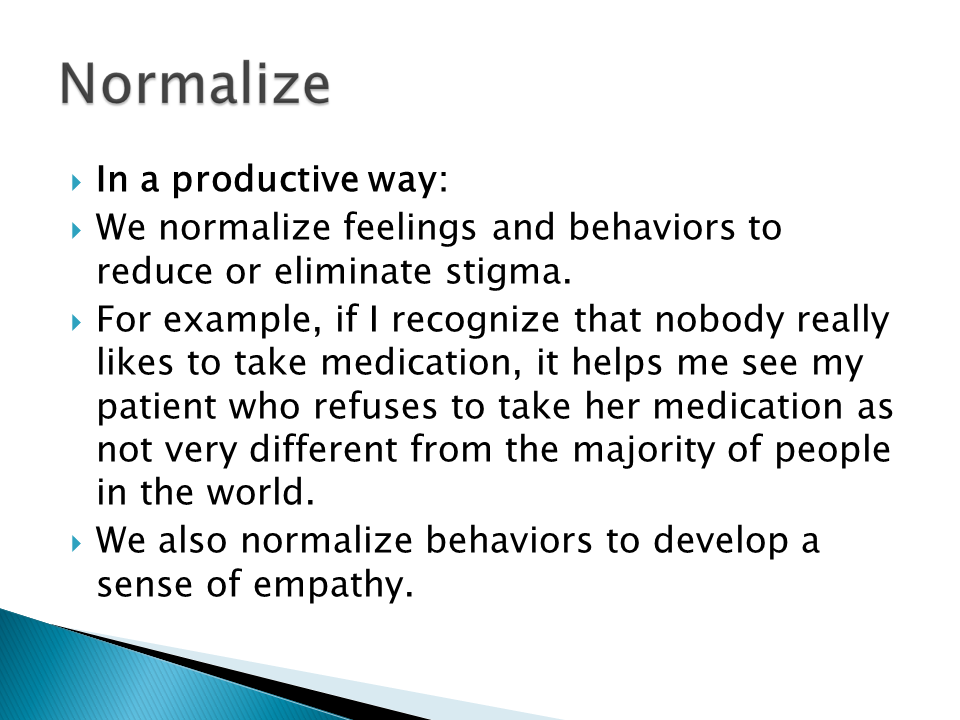 Normalize
In a productive way:
We normalize feelings and behaviors to
reduce or eliminate stigma.
For example, if I recognize that nobody really
likes to take medication, it helps me see my
patient who refuses to take her medication as
not very different from the majority of people
in the world.
We also normalize behaviors to develop a
sense of empathy.